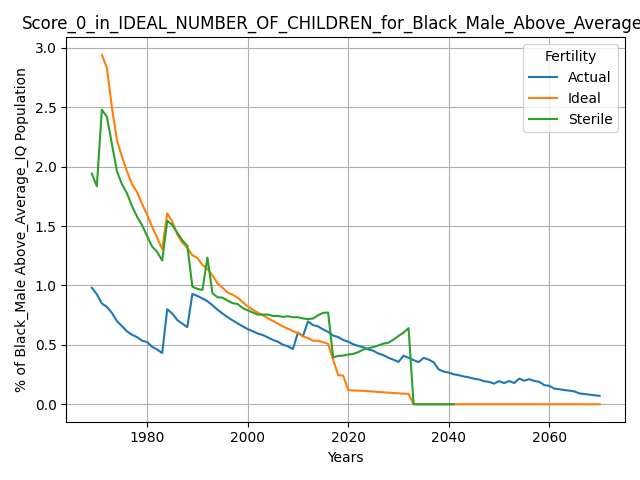 Score_0_in_IDEAL_NUMBER_OF_CHILDREN_for_Black_Male_Above_Average
3.0
2.5
2.0
1.5
1.0
0.5
0.0
% of Black_Male Above_Average_IQ Population
Fertility
Actual
Ideal
Sterile
1980
2000
2020
2040
2060
Years